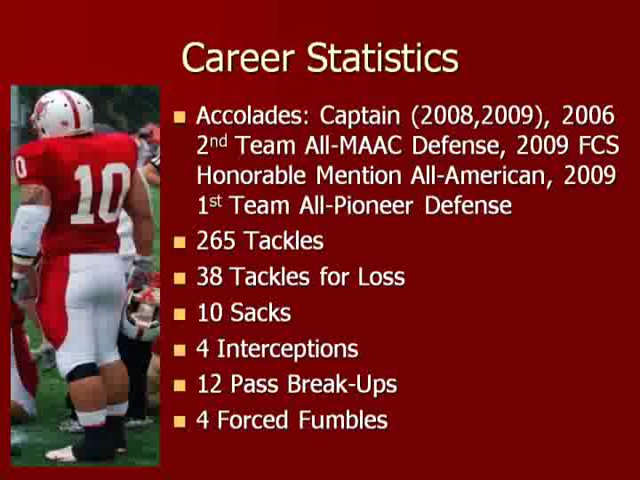 Career Statistics
Accolades: Captain (2008,2009), 2006
2nd Team All-MAAC Defense, 2009 FCS
Honorable Mention All-American, 2009
1st Team All-Pioneer Defense
265 Tackles
38 Tackles for Loss
10 Sacks
4 Interceptions
12 Pass Break-Ups
4 Forced Fumbles
0
10